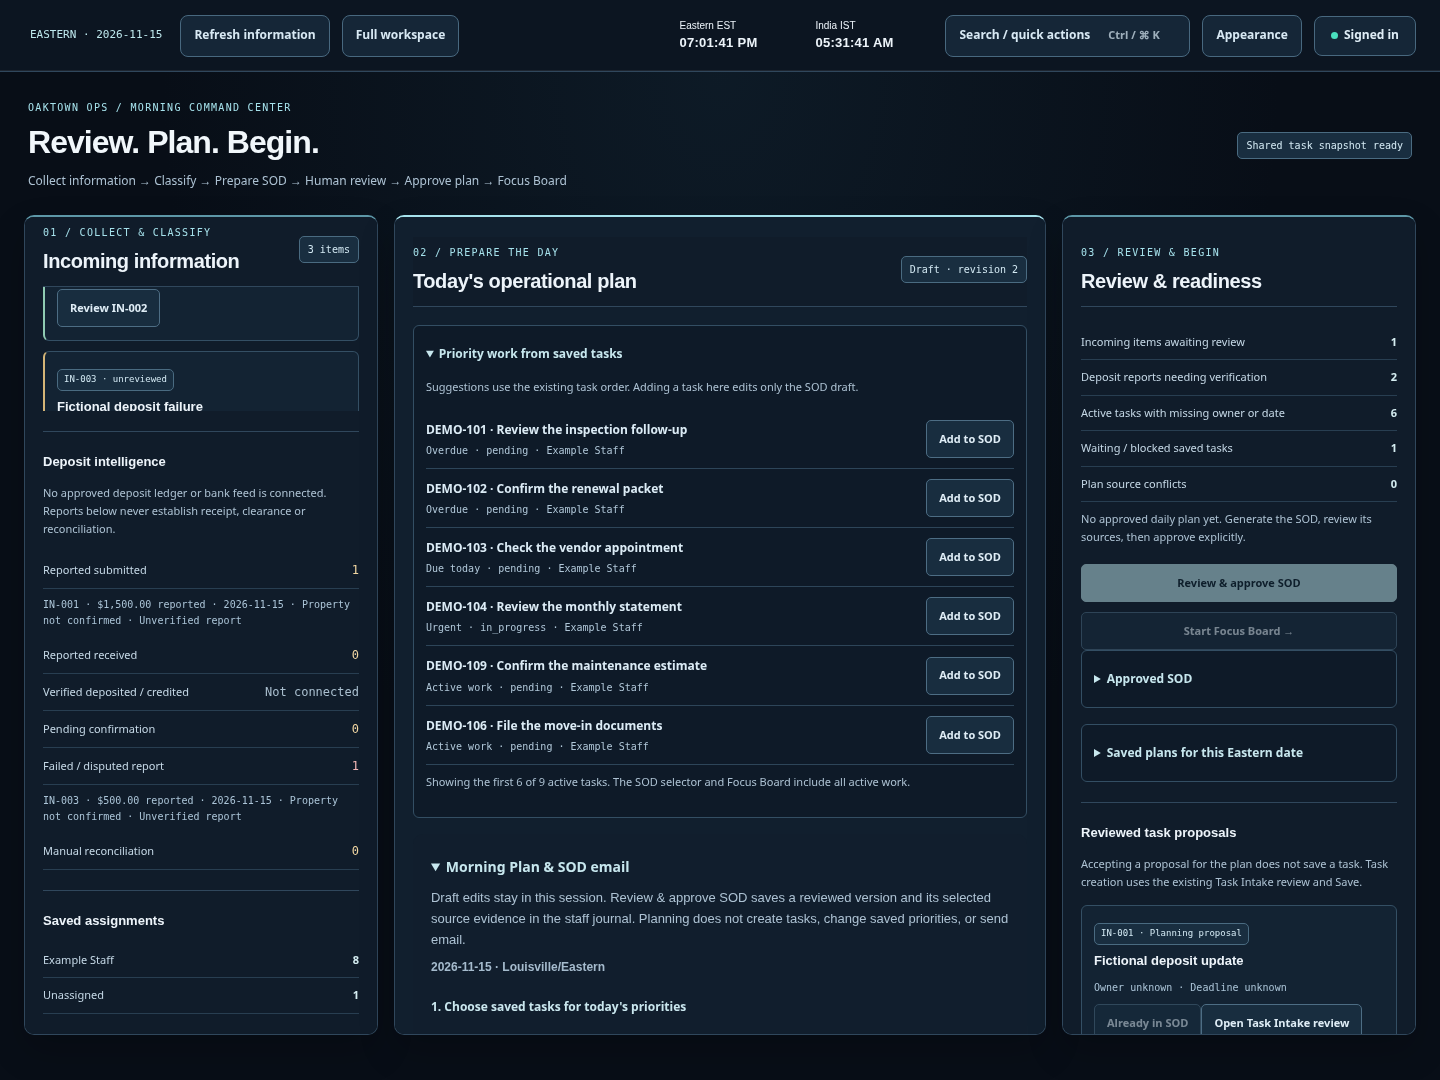 EASTERN · 2026-11-15
Refresh information
Full workspace
Eastern EST
07:01:41 PM
India IST
05:31:41 AM
Search / quick actions Ctrl / ⌘ K
Appearance
Signed in
OAKTOWN OPS / MORNING COMMAND CENTER
Review. Plan. Begin.
Collect information → Classify → Prepare SOD → Human review → Approve plan → Focus Board
Shared task snapshot ready
01 / COLLECT & CLASSIFY
Incoming information
3 items
Review IN-002
IN-003 · unreviewed
Fictional deposit failure
Deposit intelligence
No approved deposit ledger or bank feed is connected.
Reports below never establish receipt, clearance or
reconciliation.
Reported submitted 1
IN-001 · $1,500.00 reported · 2026-11-15 · Property
not confirmed · Unverified report
Reported received 0
Verified deposited / credited Not connected
Pending confirmation 0
Failed / disputed report 1
IN-003 · $500.00 reported · 2026-11-15 · Property
not confirmed · Unverified report
Manual reconciliation 0
Saved assignments
Example Staff 8
Unassigned 1
02 / PREPARE THE DAY
Today's operational plan
Draft · revision 2
▼ Priority work from saved tasks
Suggestions use the existing task order. Adding a task here edits only the SOD draft.
DEMO-101 · Review the inspection follow-up
Overdue · pending · Example Staff
Add to SOD
DEMO-102 · Confirm the renewal packet
Overdue · pending · Example Staff
Add to SOD
DEMO-103 · Check the vendor appointment
Due today · pending · Example Staff
Add to SOD
DEMO-104 · Review the monthly statement
Urgent · in_progress · Example Staff
Add to SOD
DEMO-109 · Confirm the maintenance estimate
Active work · pending · Example Staff
Add to SOD
DEMO-106 · File the move-in documents
Active work · pending · Example Staff
Add to SOD
Showing the first 6 of 9 active tasks. The SOD selector and Focus Board include all active work.
▼ Morning Plan & SOD email
Draft edits stay in this session. Review & approve SOD saves a reviewed version and its selected
source evidence in the staff journal. Planning does not create tasks, change saved priorities, or send
email.
2026-11-15 · Louisville/Eastern
1. Choose saved tasks for today's priorities
03 / REVIEW & BEGIN
Review & readiness
Incoming items awaiting review 1
Deposit reports needing verification 2
Active tasks with missing owner or date 6
Waiting / blocked saved tasks 1
Plan source conflicts 0
No approved daily plan yet. Generate the SOD, review its
sources, then approve explicitly.
Review & approve SOD
Start Focus Board →
▶ Approved SOD
▶ Saved plans for this Eastern date
Reviewed task proposals
Accepting a proposal for the plan does not save a task. Task
creation uses the existing Task Intake review and Save.
IN-001 · Planning proposal
Fictional deposit update
Owner unknown · Deadline unknown
Already in SOD
Open Task Intake review